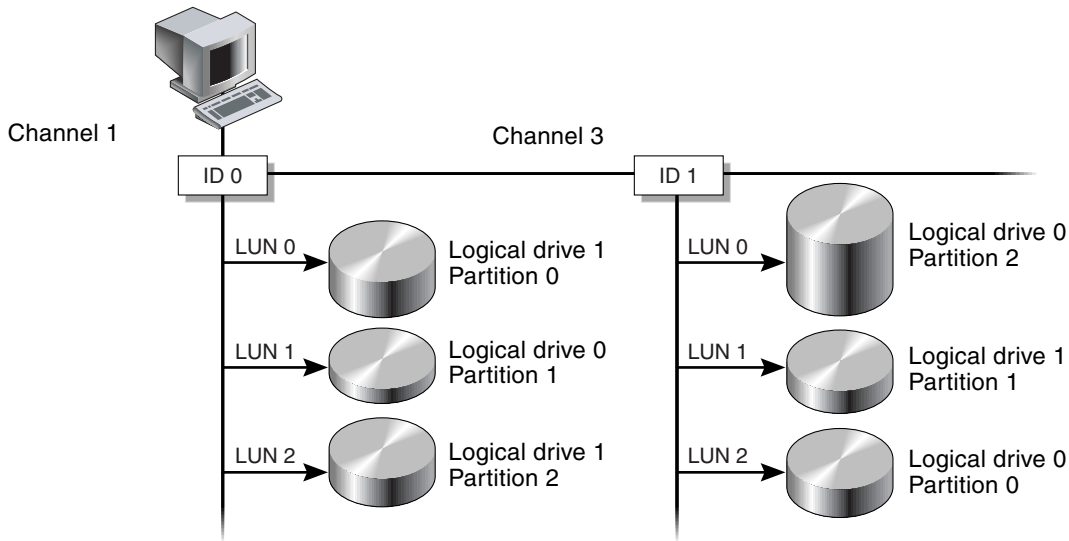 Channel 1
Channel 3
ID 0
ID 1
LUN 0
Logical drive 1
Partition 0
LUN 1
Logical drive 0
Partition 1
LUN 2
Logical drive 1
Partition 2
LUN 0
Logical drive 0
Partition 2
LUN 1
Logical drive 1
Partition 1
LUN 2
Logical drive 0
Partition 0